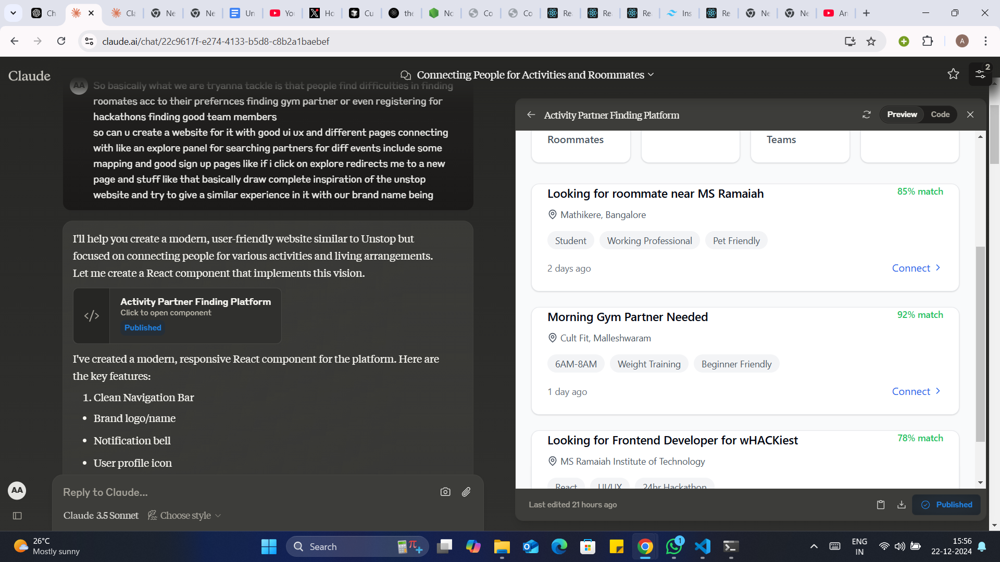 Ch
Cla
Ne
Ne
Un
You
Ho
Cu
the
No
Co
Co
Re
Re
Re
Ins
Re
Ne
Ne
An
claude.ai/chat/22c9617f-e274-4133-b5d8-c8b2a1baebef
A
Claude
Connecting People for Activities and Roommates
2
AA
So basically what we are tryanna tackle is that people find difficulties in finding
roomates acc to their prefernces finding gym partner or even registering for
hackathons finding good team members
so can u create a website for it with good ui ux and different pages connecting
with like an explore panel for searching partners for diff events include some
mapping and good sign up pages like if i click on explore redirects me to a new
page and stuff like that basically draw complete inspiration of the unstop
website and try to give a similar experience in it with our brand name being
I'll help you create a modern, user-friendly website similar to Unstop but
focused on connecting people for various activities and living arrangements.
Let me create a React component that implements this vision.
</>
Activity Partner Finding Platform
Click to open component
Published
I've created a modern, responsive React component for the platform. Here are
the key features:
1. Clean Navigation Bar
• Brand logo/name
• Notification bell
• User profile icon
AA
Reply to Claude...
Claude 3.5 Sonnet
Choose style
Activity Partner Finding Platform
Preview
Code
Roommates
Teams
Looking for roommate near MS Ramaiah
85% match
Mathikere, Bangalore
Student
Working Professional
Pet Friendly
2 days ago
Connect
Morning Gym Partner Needed
92% match
Cult Fit, Malleshwaram
6AM-8AM
Weight Training
Beginner Friendly
1 day ago
Connect
Looking for Frontend Developer for wHACKiest
78% match
MS Ramaiah Institute of Technology
React
UI/UX
24hr Hackathon
Last edited 21 hours ago
Published
26°C
Mostly sunny
Search
1
ENG
IN
15:56
22-12-2024